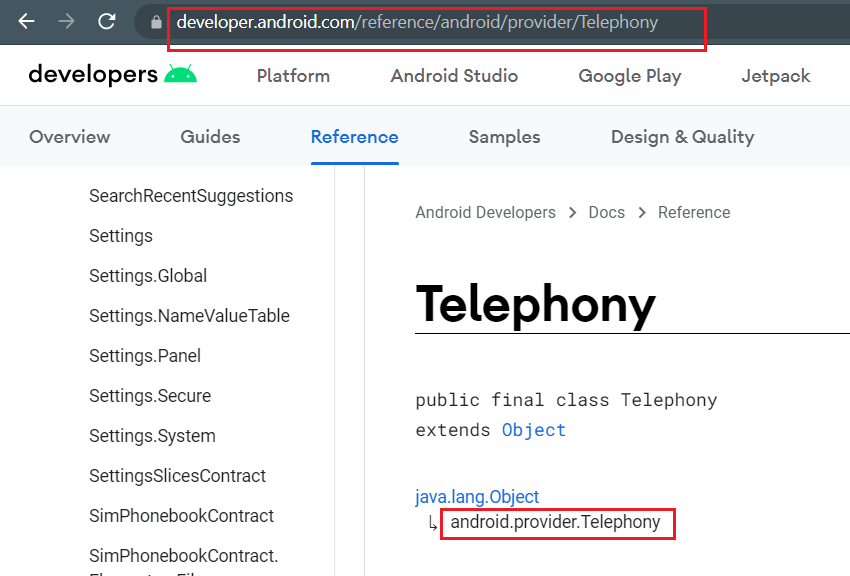 developer.android.com/reference/android/provider/Telephony
developers
Platform
Android Studio
Google Play
Jetpack
Overview
Guides
Reference
Samples
Design & Quality
SearchRecentSuggestions
Settings
Settings.Global
Settings.NameValueTable
Settings.Panel
Settings.Secure
Settings.System
SettingsSlicesContract
SimPhonebookContract
SimPhonebookContract.
Android Developers > Docs > Reference
Telephony
public final class Telephony
extends Object
java.lang.Object
↳ android.provider.Telephony